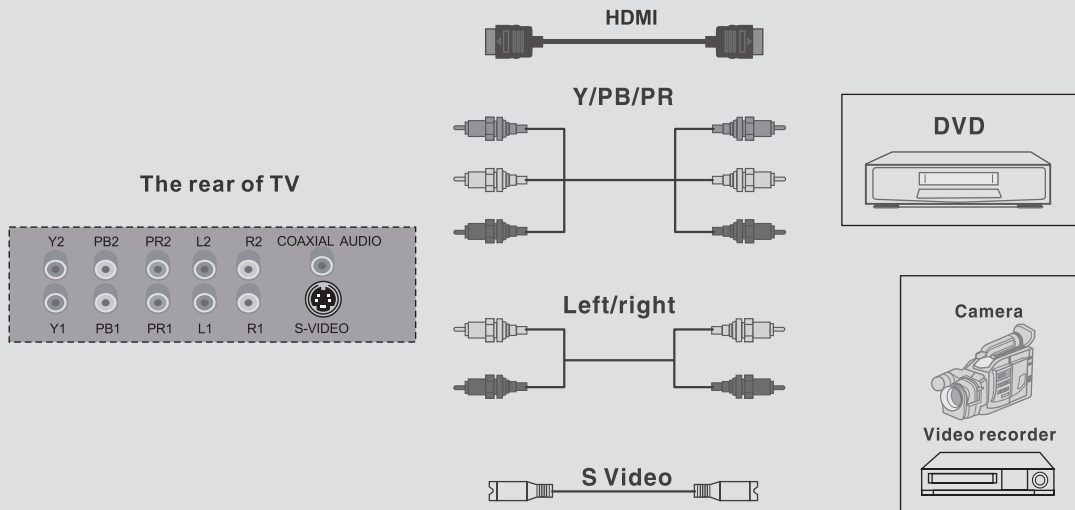 HDMI
Y/PB/PR
DVD
The rear of TV
Y2 PB2 PR2 L2 R2 COAXIAL AUDIO
Y1 PB1 PR1 L1 R1 S-VIDEO
Left/right
Camera
Video recorder
S Video